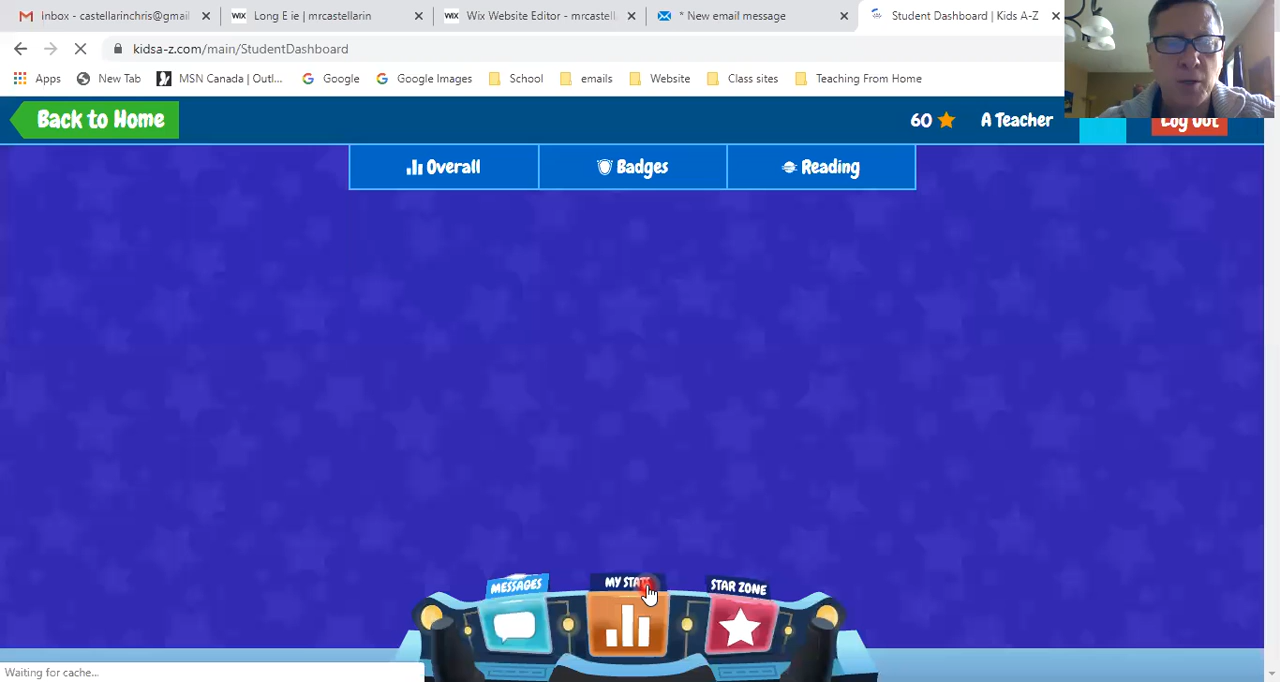 Inbox - castellarinchris@gmail
Long E ie | mrcastellarin
Wix Website Editor - mrcastell
* New email message
Student Dashboard | Kids A-Z
kidsa-z.com/main/StudentDashboard
Apps
New Tab
MSN Canada | Outl...
Google
Google Images
School
emails
Website
Class sites
Teaching From Home
Back to Home
60
A Teacher
Log Out
Overall
Badges
Reading
MESSAGES
MY STATS
STAR ZONE
Waiting for cache...